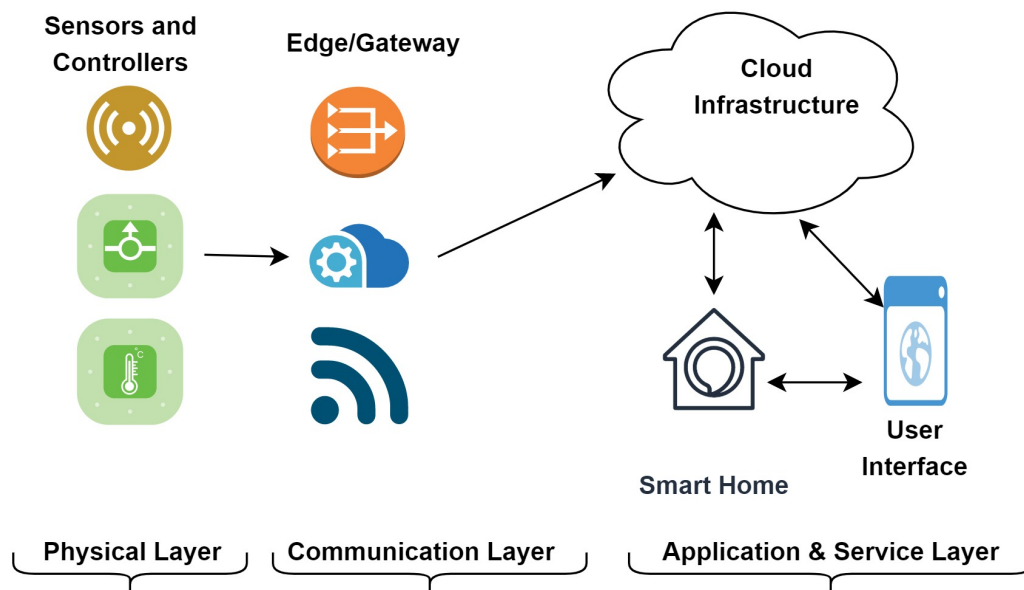 Sensors and
Controllers
Edge/Gateway
Cloud
Infrastructure
°C
User
Interface
Smart Home
Physical Layer
Communication Layer
Application & Service Layer